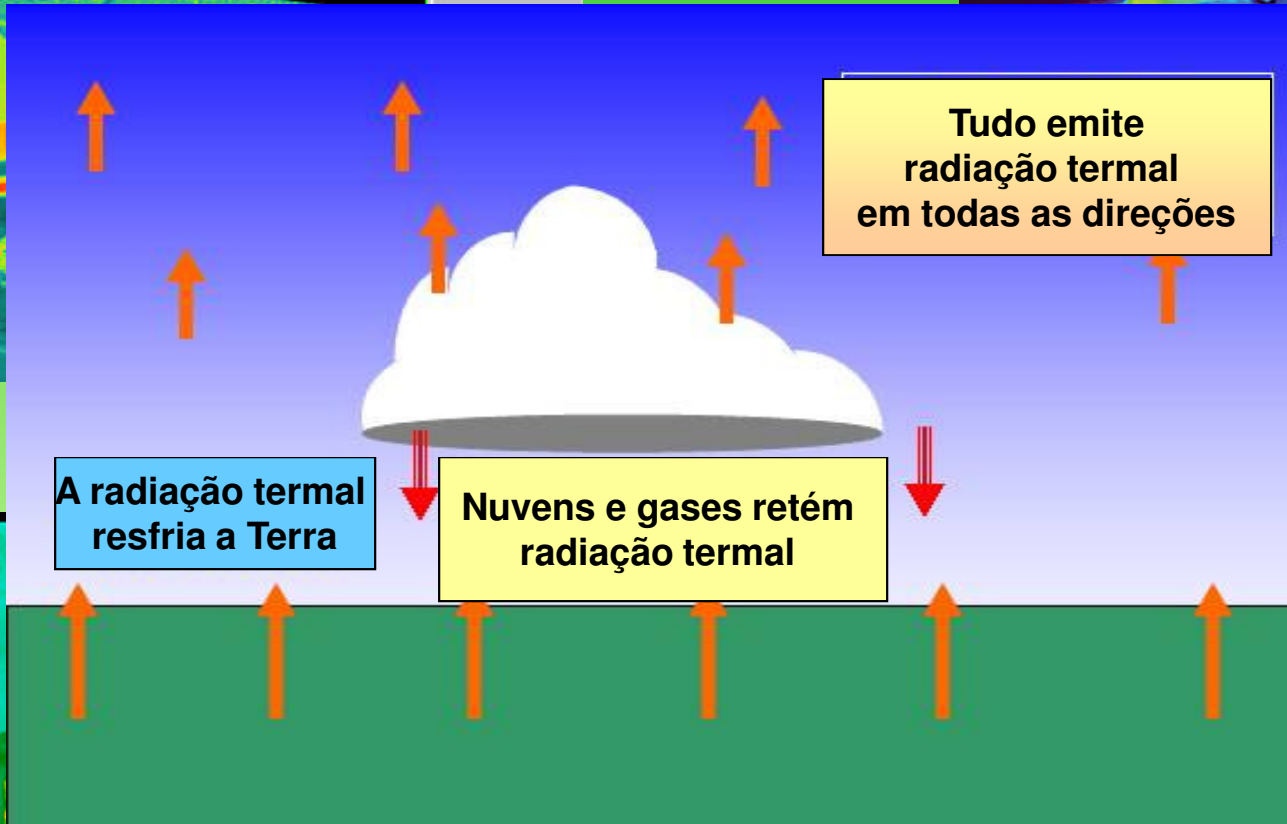 Tudo emite
radiação termal
em todas as direções
A radiação termal
resfria a Terra
Nuvens e gases retém
radiação termal